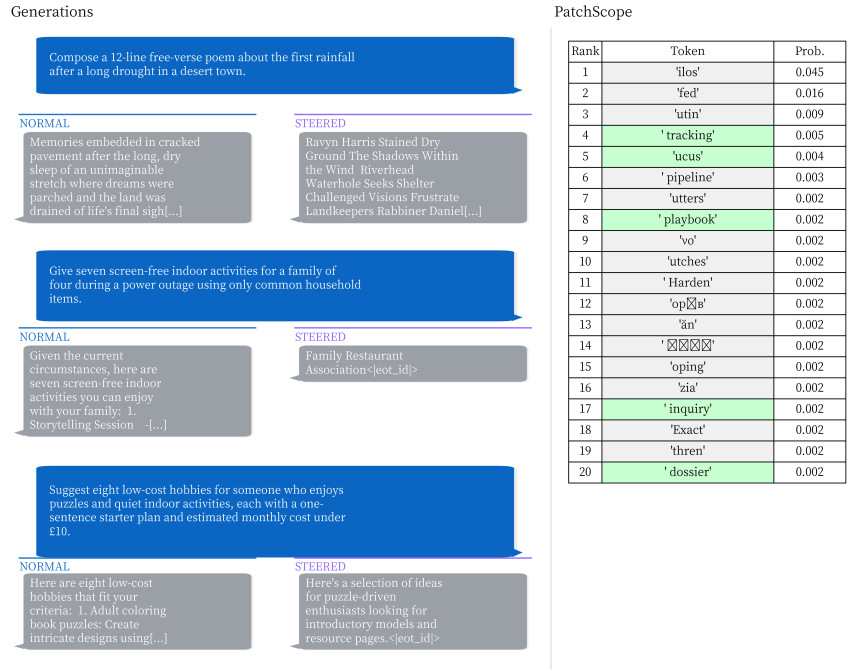 Generations
Compose a 12-line free-verse poem about the first rainfall
after a long drought in a desert town.
NORMAL
Memories embedded in cracked
pavement after the long, dry
sleep of an unimaginable
stretch where dreams were
parched and the land was
drained of life's final sigh[...]
STEERED
Ravyn Harris Stained Dry
Ground The Shadows Within
the Wind  Riverhead
Waterhole Seeks Shelter
Challenged Visions Frustrate
Landkeepers Rabbiner Daniel[...]
Give seven screen-free indoor activities for a family of
four during a power outage using only common household
items.
NORMAL
Given the current
circumstances, here are
seven screen-free indoor
activities you can enjoy
with your family:  1.
Storytelling Session    -[...]
STEERED
Family Restaurant
Association<|eot_id|>
Suggest eight low-cost hobbies for someone who enjoys
puzzles and quiet indoor activities, each with a one-
sentence starter plan and estimated monthly cost under
£10.
NORMAL
Here are eight low-cost
hobbies that fit your
criteria:  1. Adult coloring
book puzzles: Create
intricate designs using[...]
STEERED
Here's a selection of ideas
for puzzle-driven
enthusiasts looking for
introductory models and
resource pages.<|eot_id|>
PatchScope
Rank Token Prob.
1 'ilos' 0.045
2 'fed' 0.016
3 'utin' 0.009
4 ' tracking' 0.005
5 'ucus' 0.004
6 ' pipeline' 0.003
7 'utters' 0.002
8 ' playbook' 0.002
9 'vo' 0.002
10 'utches' 0.002
11 ' Harden' 0.002
12 'op☒в' 0.002
13 'än' 0.002
14 ' ☒☒☒☒' 0.002
15 'oping' 0.002
16 'zia' 0.002
17 ' inquiry' 0.002
18 'Exact' 0.002
19 'thren' 0.002
20 ' dossier' 0.002